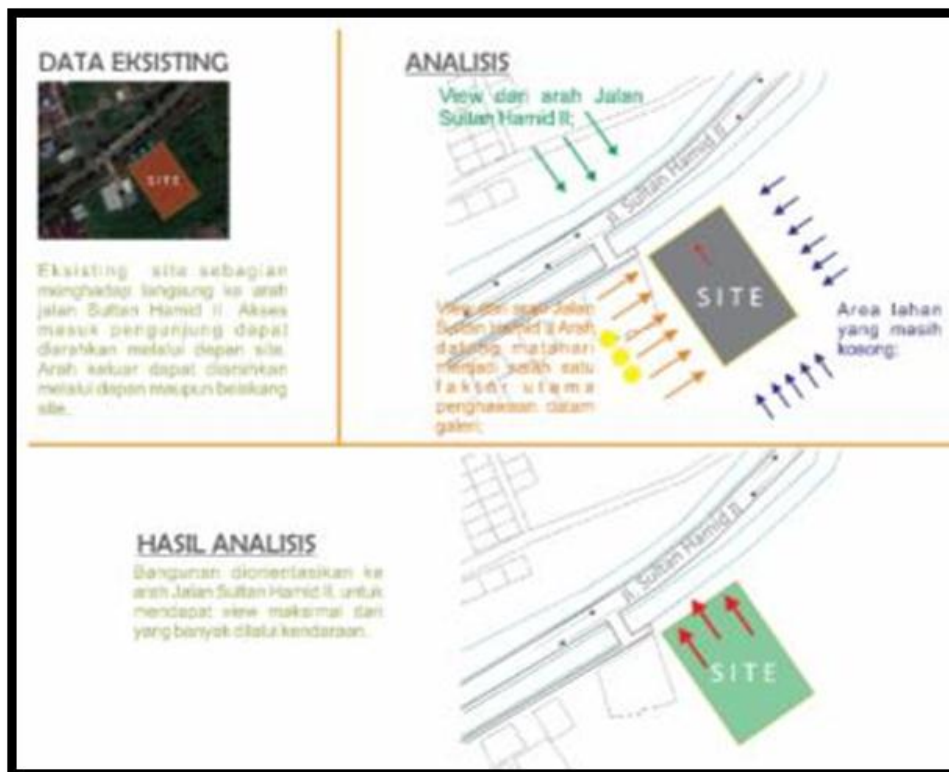 DATA EKSISTING
SITE
Eksisting site sebagian
menghadap langsung ke arah
jalan Sultan Hamid II. Akses
masuk pengunjung dapat
diarahkan melalui depan site.
Arah keluar dapat diarahkan
melalui depan maupun belakang
site.
ANALISIS
View dari arah Jalan
Sultan Hamid II;
Jl. Sultan Hamid II
SITE
View dari arah Jalan
Sultan Hamid II Arah
datang matahari
menjadi salah satu
faktor utama
penghawaan dalam
galeri;
Area lahan
yang masih
kosong;
HASIL ANALISIS
Bangunan diorientasikan ke
arah Jalan Sultan Hamid II, untuk
mendapat view maksimal dari
yang banyak dilalui kendaraan.
Jl. Sultan Hamid II
SITE